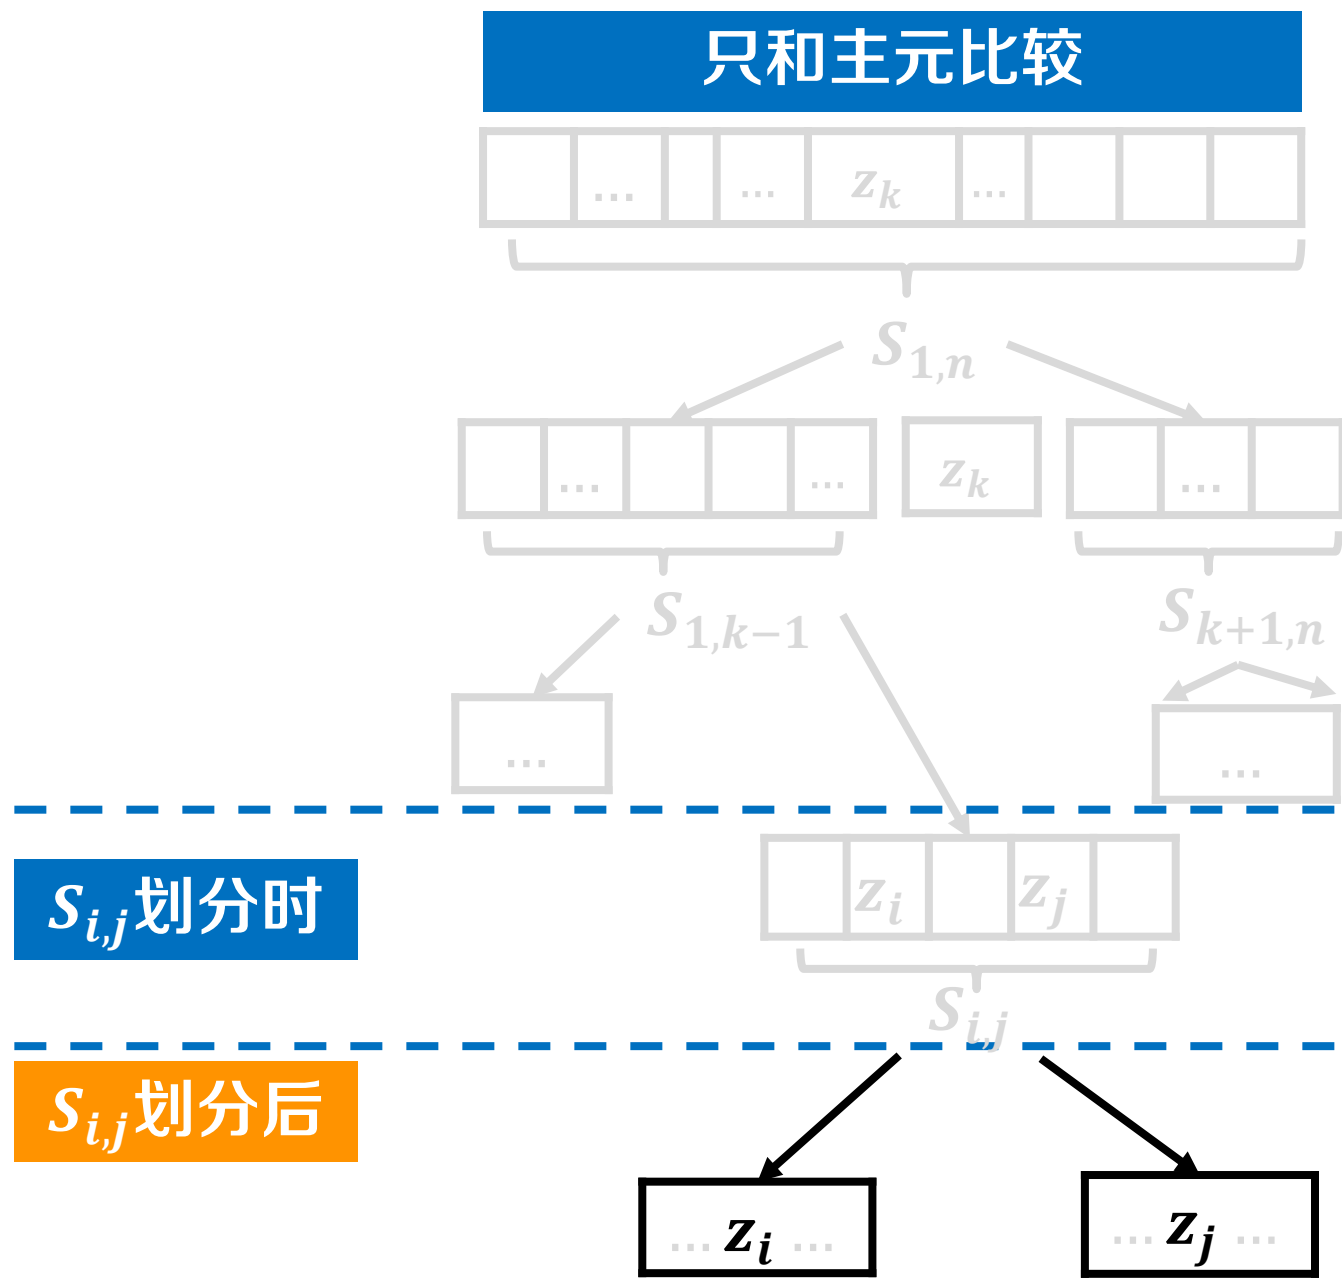 只和主元比较
... ... z_k ...
S_{1,n}
... ... z_k ...
S_{1,k−1} S_{k+1,n}
... ...
S_{i,j}划分时 z_i z_j
S_{i,j}
S_{i,j}划分后
... z_i ... ... z_j ...